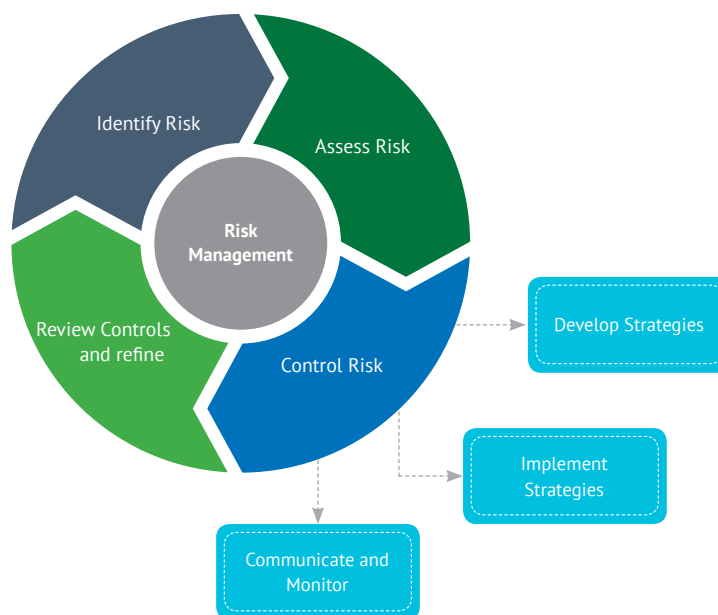 Identify Risk
Assess Risk
Risk
Management
Review Controls
and refine
Control Risk
Develop Strategies
Implement
Strategies
Communicate and
Monitor